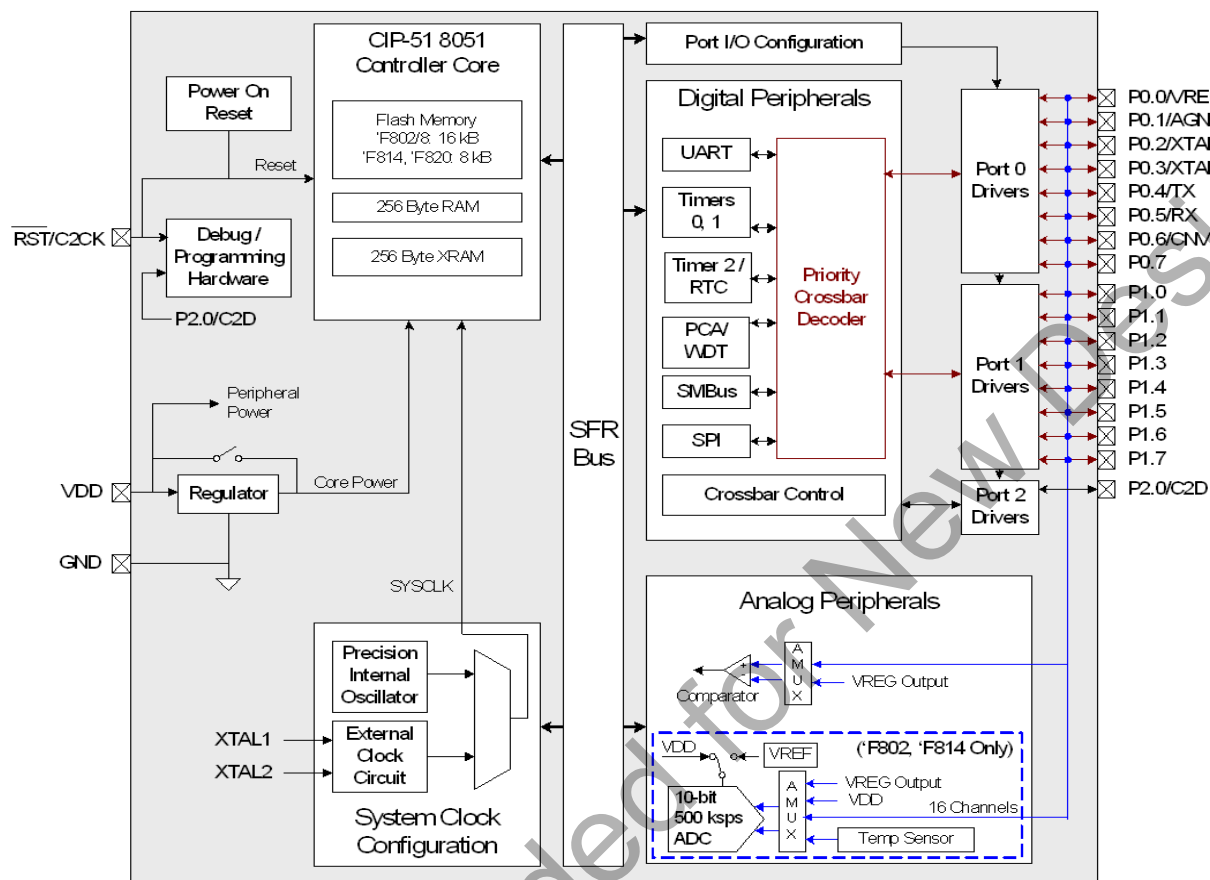 CIP-51 8051
Controller Core
Flash Memory
'F802/8: 16 kB
'F814, 'F820: 8 kB
256 Byte RAM
256 Byte XRAM
Power On
Reset
Reset
RST/C2CK
Debug /
Programming
Hardware
P2.0/C2D
Peripheral
Power
VDD
Regulator
Core Power
GND
SYSCLK
Precision
Internal
Oscillator
XTAL1
XTAL2
External
Clock
Circuit
System Clock
Configuration
SFR
Bus
Port I/O Configuration
Digital Peripherals
UART
Timers
0, 1
Timer 2 /
RTC
PCA/
WDT
SMBus
SPI
Priority
Crossbar
Decoder
Crossbar Control
Port 0
Drivers
Port 1
Drivers
Port 2
Drivers
P0.0/VRE
P0.1/AGN
P0.2/XTAL
P0.3/XTAL
P0.4/TX
P0.5/RX
P0.6/CNV
P0.7
P1.0
P1.1
P1.2
P1.3
P1.4
P1.5
P1.6
P1.7
P2.0/C2D
Analog Peripherals
Comparator
+
-
AMUX
VREG Output
('F802, 'F814 Only)
VDD
VREF
10-bit
500 ksps
ADC
AMUX
VREG Output
VDD
16 Channels
Temp Sensor
ded for New Desi